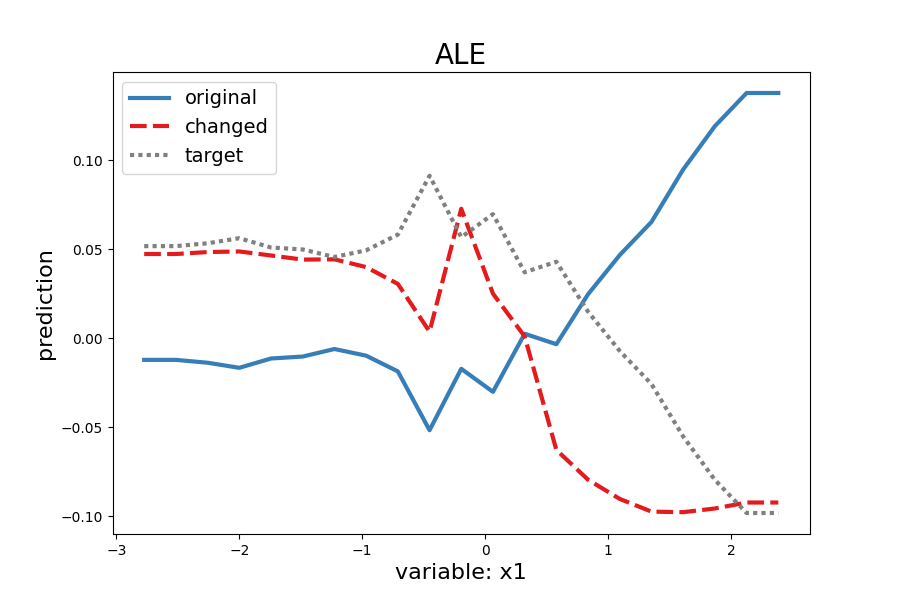 ALE
original
changed
target
prediction
0.10
0.05
0.00
−0.05
−0.10
−3
−2
−1
0
1
2
variable: x1